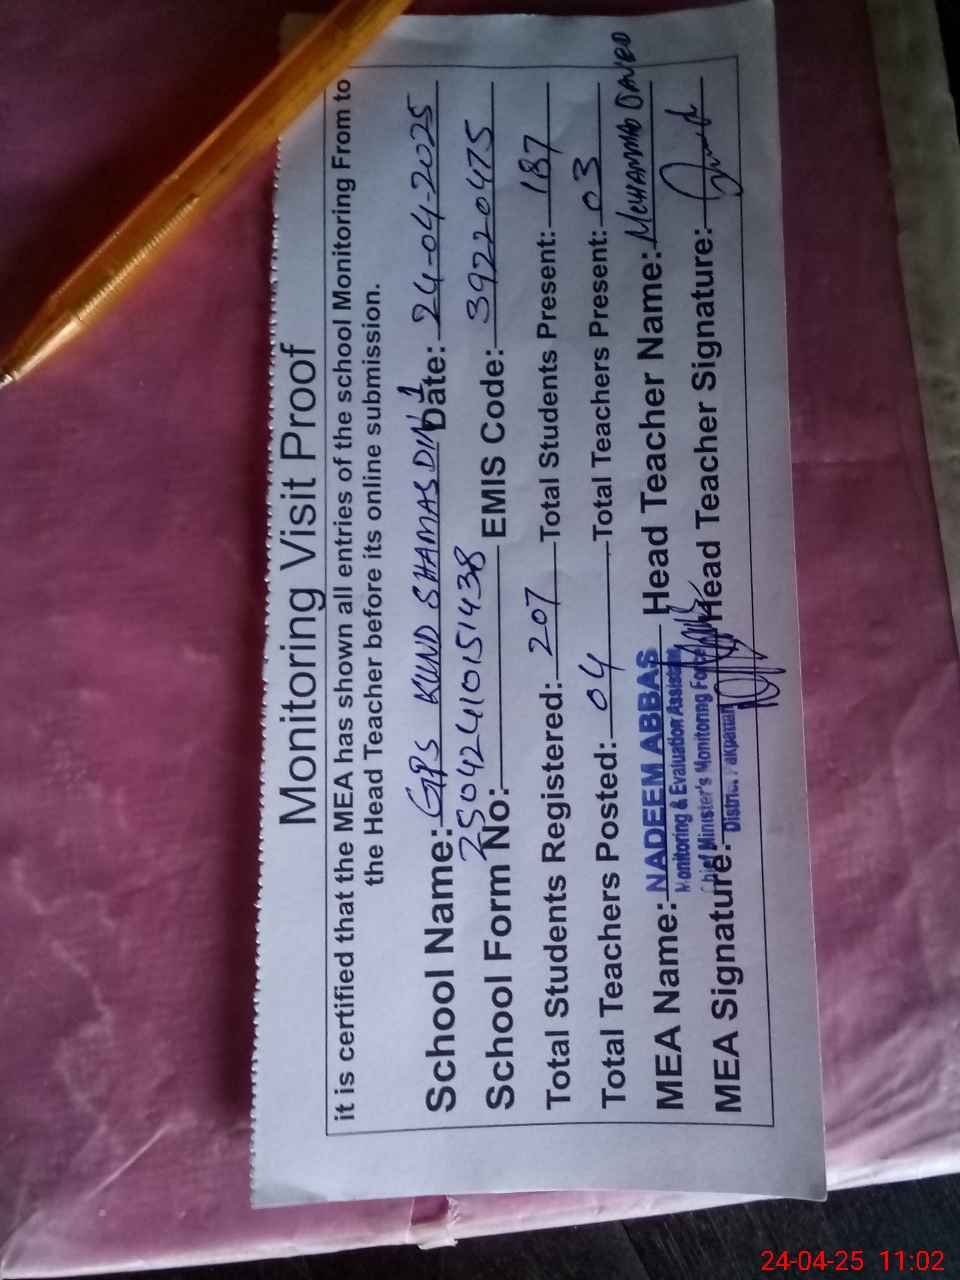 Monitoring Visit Proof
it is certified that the MEA has shown all entries of the school Monitoring From to
the Head Teacher before its online submission.
School Name: GPS KUND SHAMAS DIN 1 Date: 24-04-2025
School Form No: 25042410151438 EMIS Code: 39220475
Total Students Registered: 207 Total Students Present: 187
Total Teachers Posted: 04 Total Teachers Present: 03
MEA Name: NADEEM ABBAS Head Teacher Name: MUHAMMAD
Monitoring & Evaluation Assistant
Chief Minister's Monitoring Force
MEA Signature: District Pakpattan Head Teacher Signature:
24-04-25 11:02